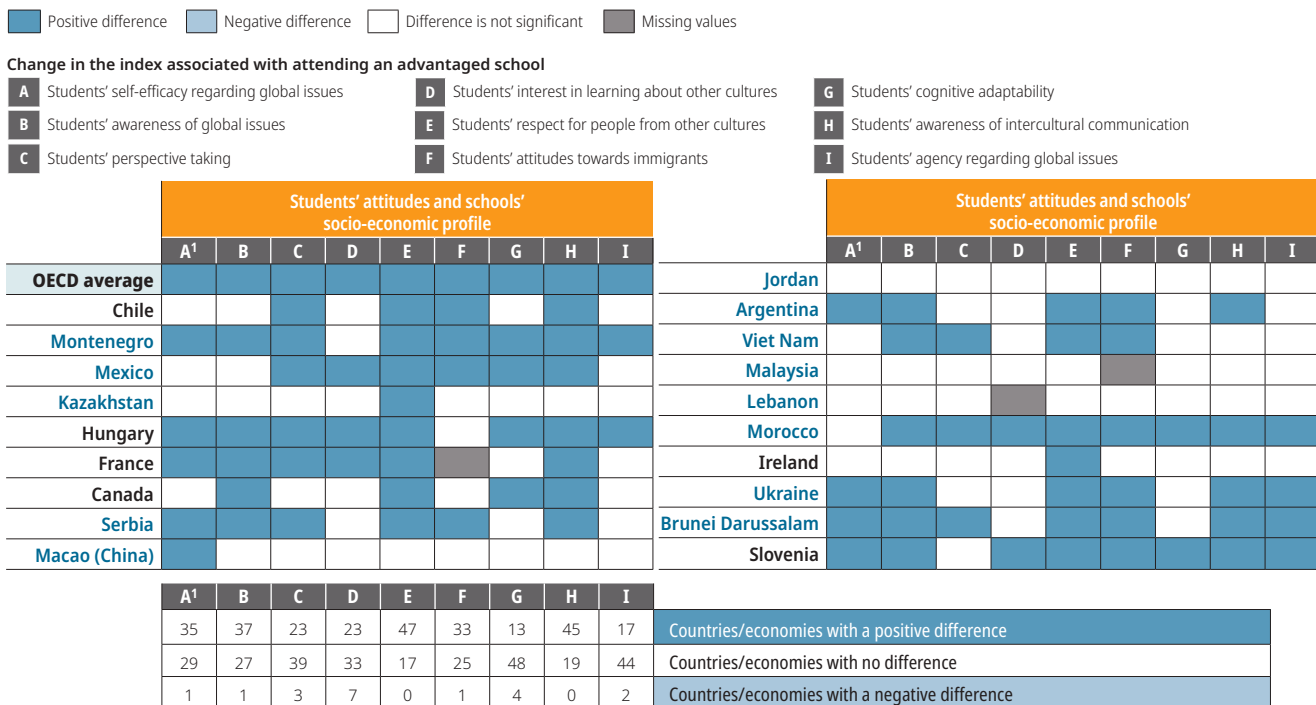 Positive difference Negative difference Difference is not significant Missing values
Change in the index associated with attending an advantaged school
A Students’ self-efficacy regarding global issues D Students’ interest in learning about other cultures G Students’ cognitive adaptability
B Students’ awareness of global issues E Students’ respect for people from other cultures H Students’ awareness of intercultural communication
C Students’ perspective taking F Students’ attitudes towards immigrants I Students’ agency regarding global issues
Students’ attitudes and schools’
socio-economic profile
A¹ B C D E F G H I
OECD average
Chile
Montenegro
Mexico
Kazakhstan
Hungary
France
Canada
Serbia
Macao (China)
Students’ attitudes and schools’
socio-economic profile
A¹ B C D E F G H I
Jordan
Argentina
Viet Nam
Malaysia
Lebanon
Morocco
Ireland
Ukraine
Brunei Darussalam
Slovenia
A¹ B C D E F G H I
35 37 23 23 47 33 13 45 17 Countries/economies with a positive difference
29 27 39 33 17 25 48 19 44 Countries/economies with no difference
1 1 3 7 0 1 4 0 2 Countries/economies with a negative difference